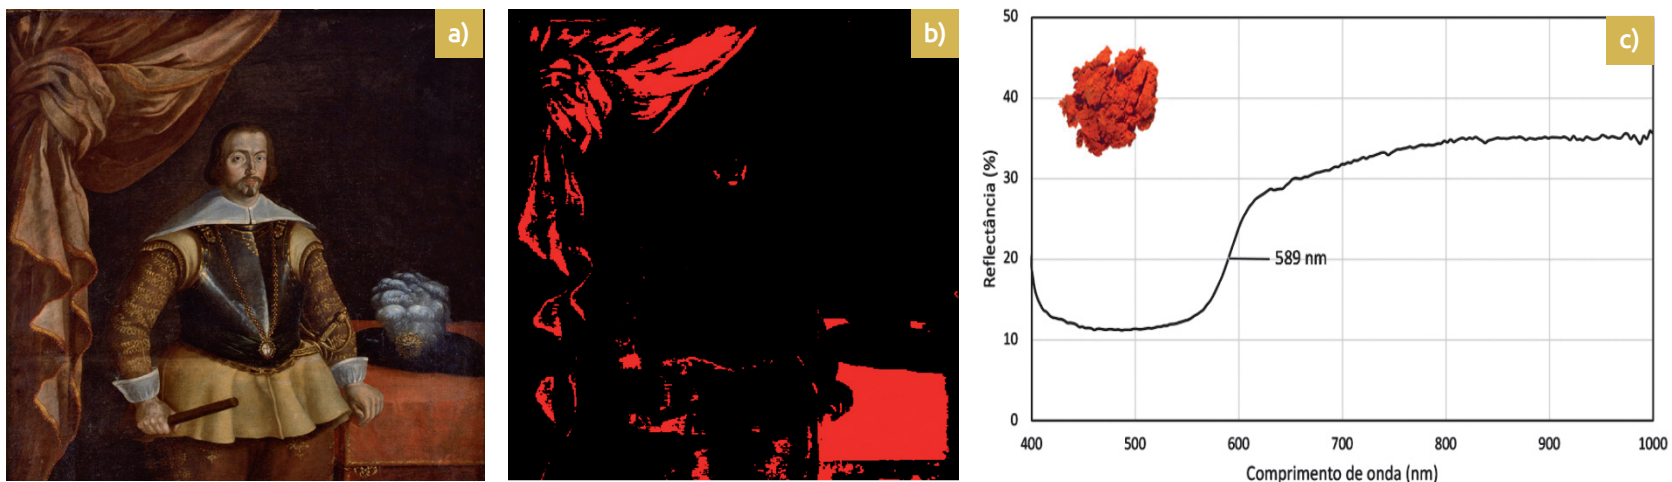 a)
b)
c)
50
40
30
20
10
0
Reflectância (%)
589 nm
400 500 600 700 800 900 1000
Comprimento de onda (nm)